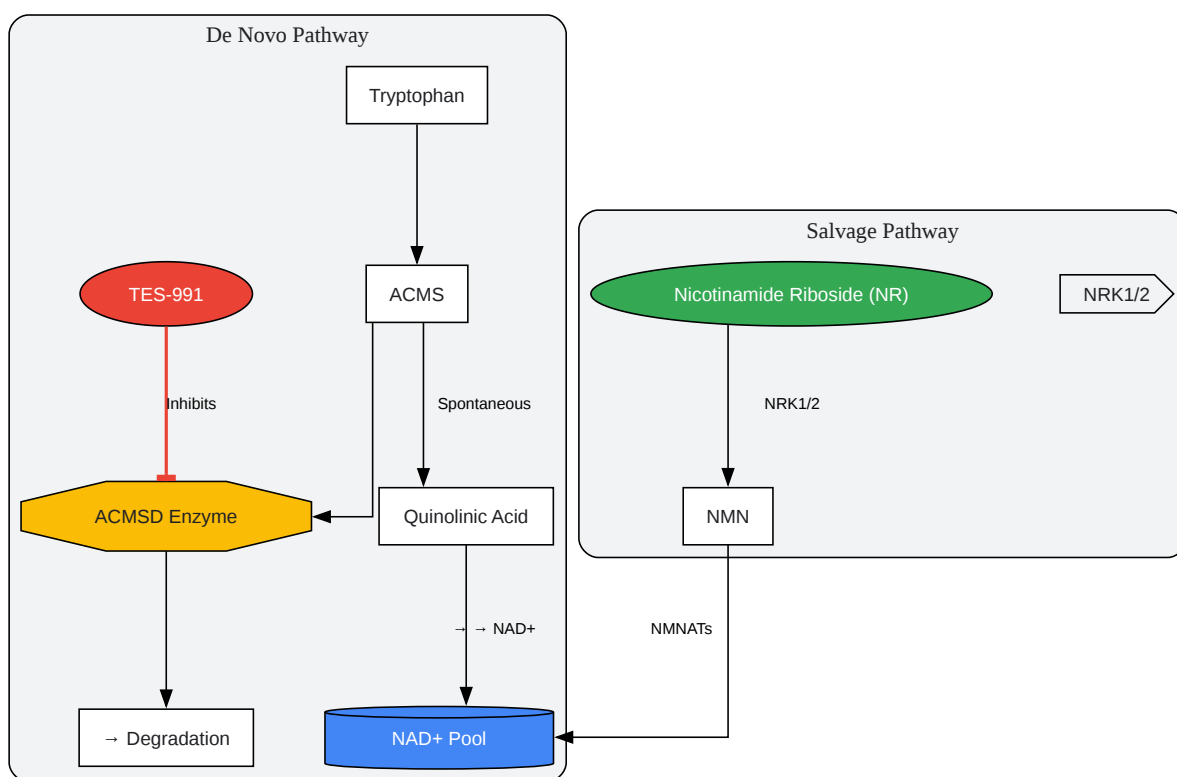 De Novo Pathway
Tryptophan
Salvage Pathway
TES-991
ACMS
Nicotinamide Riboside (NR)
NRK1/2
Inhibits
Spontaneous
NRK1/2
ACMSD Enzyme
Quinolinic Acid
NMN
→ → NAD+
NMNATs
→ Degradation
NAD+ Pool